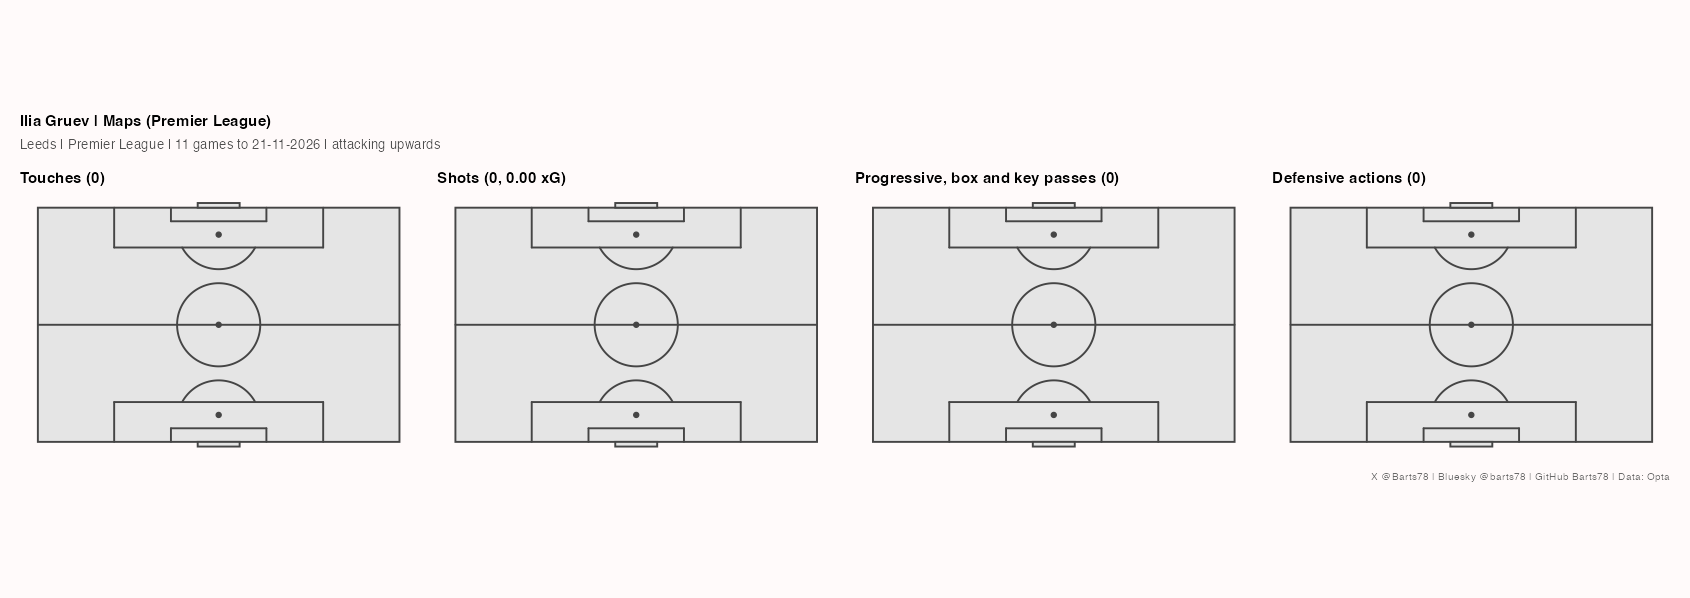 Ilia Gruev | Maps (Premier League)
Leeds | Premier League | 11 games to 21-11-2026 | attacking upwards
Touches (0)
Shots (0, 0.00 xG)
Progressive, box and key passes (0)
Defensive actions (0)
X @Barts78 | Bluesky @barts78 | GitHub Barts78 | Data: Opta